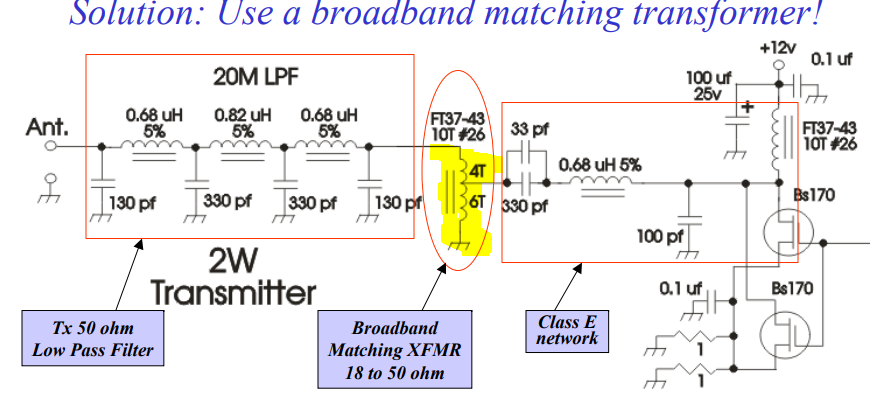 Solution: Use a broadband matching transformer!
+12v
0.1 uf
100 uf
25v
+
20M LPF
0.68 uH
5%
0.82 uH
5%
0.68 uH
5%
Ant.
FT37-43
10T #26
33 pf
FT37-43
10T #26
4T
0.68 uH 5%
6T
130 pf
330 pf
330 pf
130 pf
330 pf
Bs170
100 pf
2W
Transmitter
0.1 uf
Bs170
1
1
Tx 50 ohm
Low Pass Filter
Broadband
Matching XFMR
18 to 50 ohm
Class E
network